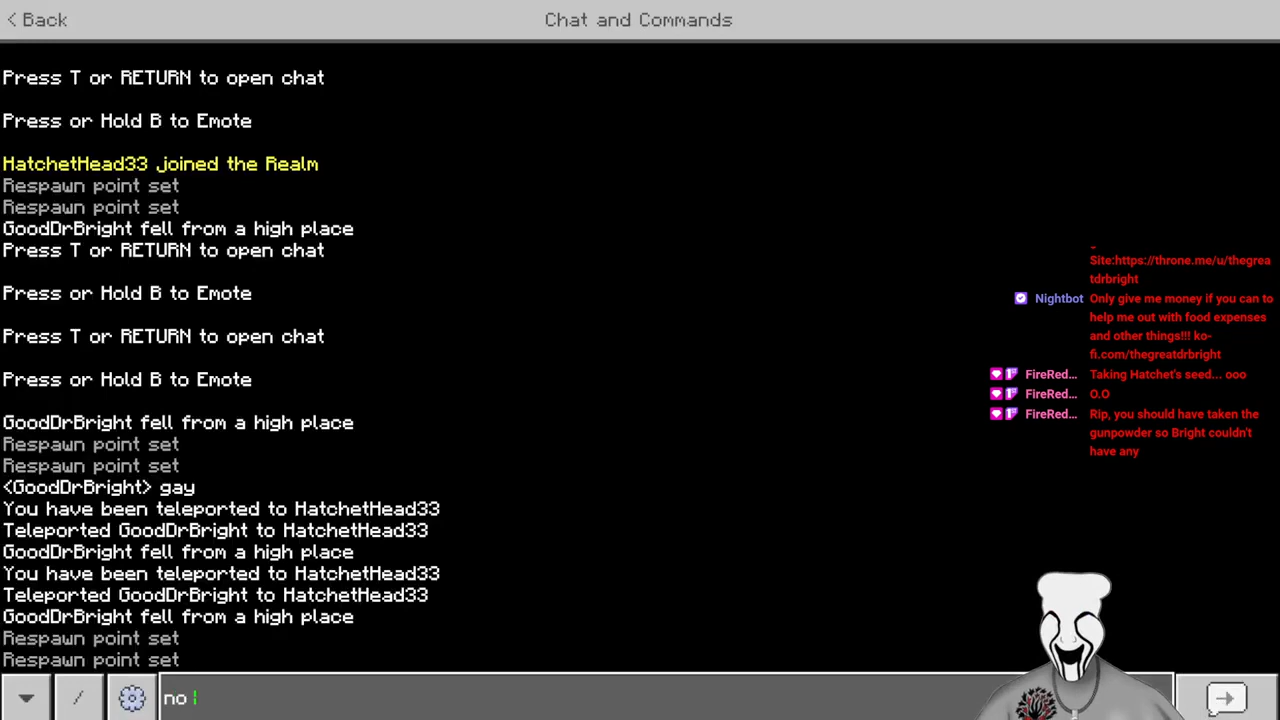 Back
Chat and Commands
Press T or RETURN to open chat
Press or Hold B to Emote
HatchetHead33 joined the Realm
Respawn point set
Respawn point set
GoodDrBright fell from a high place
Press T or RETURN to open chat
Press or Hold B to Emote
Press T or RETURN to open chat
Press or Hold B to Emote
GoodDrBright fell from a high place
Respawn point set
Respawn point set
<GoodDrBright> gay
You have been teleported to HatchetHead33
Teleported GoodDrBright to HatchetHead33
GoodDrBright fell from a high place
You have been teleported to HatchetHead33
Teleported GoodDrBright to HatchetHead33
GoodDrBright fell from a high place
Respawn point set
Respawn point set
/
no
Site:https://throne.me/u/thegrea
tdrbright
Nightbot Only give me money if you can to
help me out with food expenses
and other things!!! ko-
fi.com/thegreatdrbright
FireRed... Taking Hatchet's seed... ooo
FireRed... O.O
FireRed... Rip, you should have taken the
gunpowder so Bright couldn't
have any